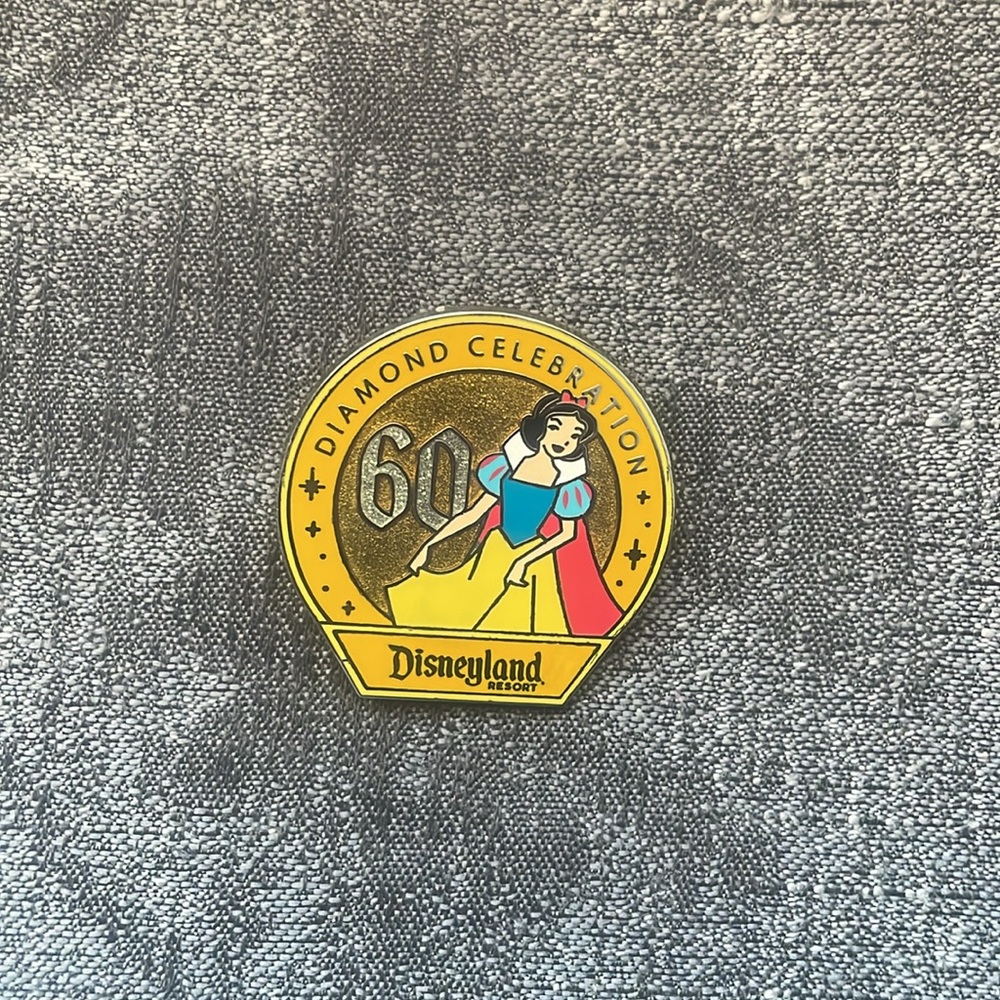 DIAMOND CELEBRATION
60
Disneyland
RESORT